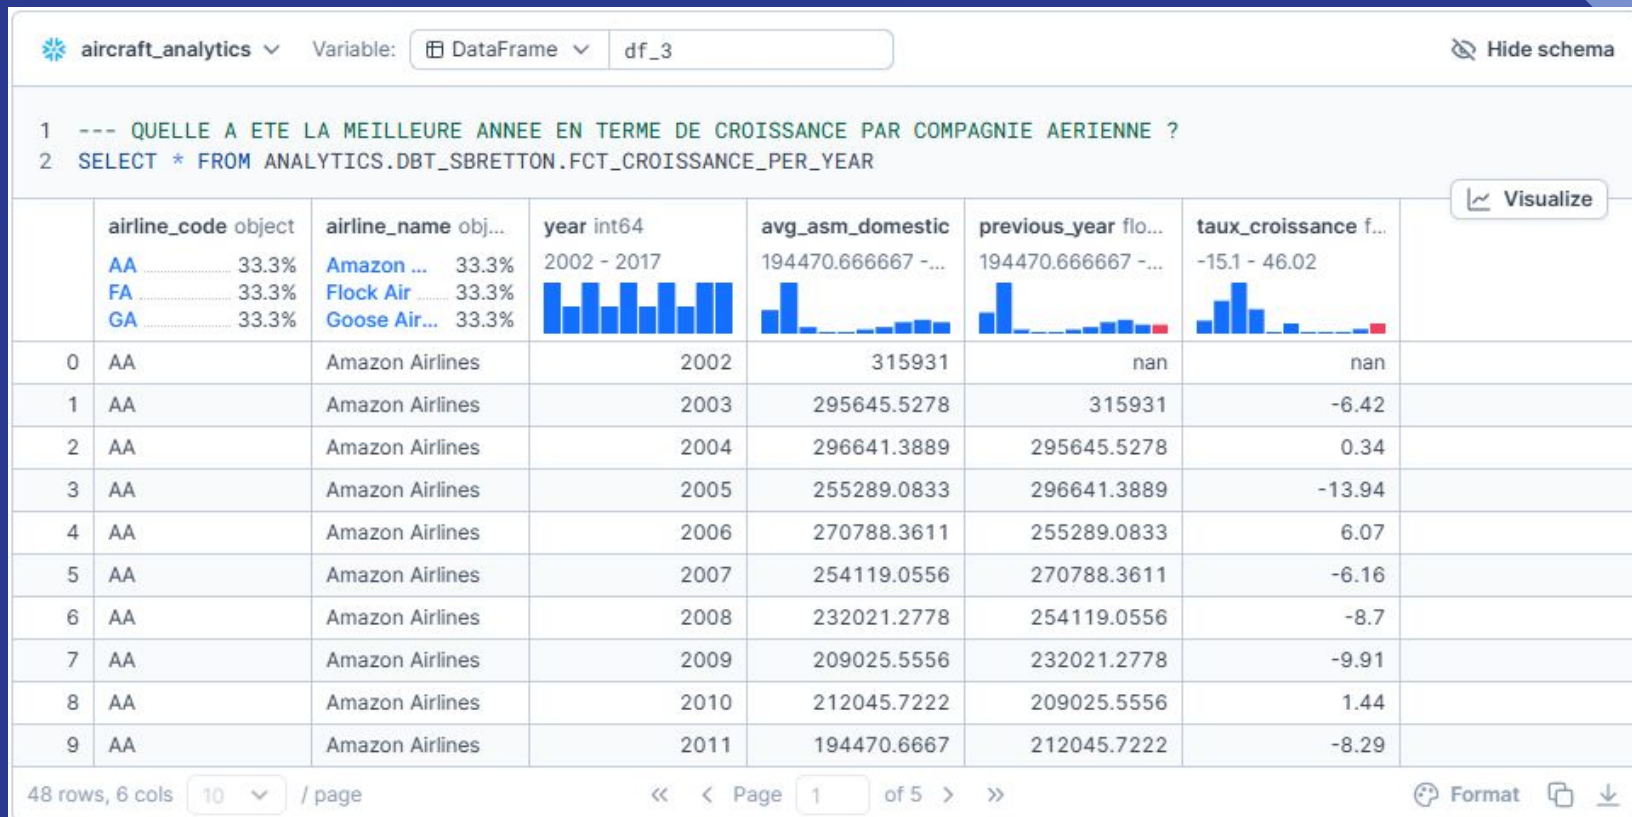 aircraft_analytics Variable: DataFrame df_3 Hide schema
1 --- QUELLE A ETE LA MEILLEURE ANNEE EN TERME DE CROISSANCE PAR COMPAGNIE AERIENNE ?
2 SELECT * FROM ANALYTICS.DBT_SBRETTON.FCT_CROISSANCE_PER_YEAR
Visualize
airline_code object airline_name obj... year int64 avg_asm_domestic previous_year flo... taux_croissance f...
AA 33.3% Amazon ... 33.3% 2002 - 2017 194470.666667 -... 194470.666667 -... -15.1 - 46.02
FA 33.3% Flock Air 33.3%
GA 33.3% Goose Air... 33.3%
0 AA Amazon Airlines 2002 315931 nan nan
1 AA Amazon Airlines 2003 295645.5278 315931 -6.42
2 AA Amazon Airlines 2004 296641.3889 295645.5278 0.34
3 AA Amazon Airlines 2005 255289.0833 296641.3889 -13.94
4 AA Amazon Airlines 2006 270788.3611 255289.0833 6.07
5 AA Amazon Airlines 2007 254119.0556 270788.3611 -6.16
6 AA Amazon Airlines 2008 232021.2778 254119.0556 -8.7
7 AA Amazon Airlines 2009 209025.5556 232021.2778 -9.91
8 AA Amazon Airlines 2010 212045.7222 209025.5556 1.44
9 AA Amazon Airlines 2011 194470.6667 212045.7222 -8.29
48 rows, 6 cols 10 / page Page 1 of 5 Format